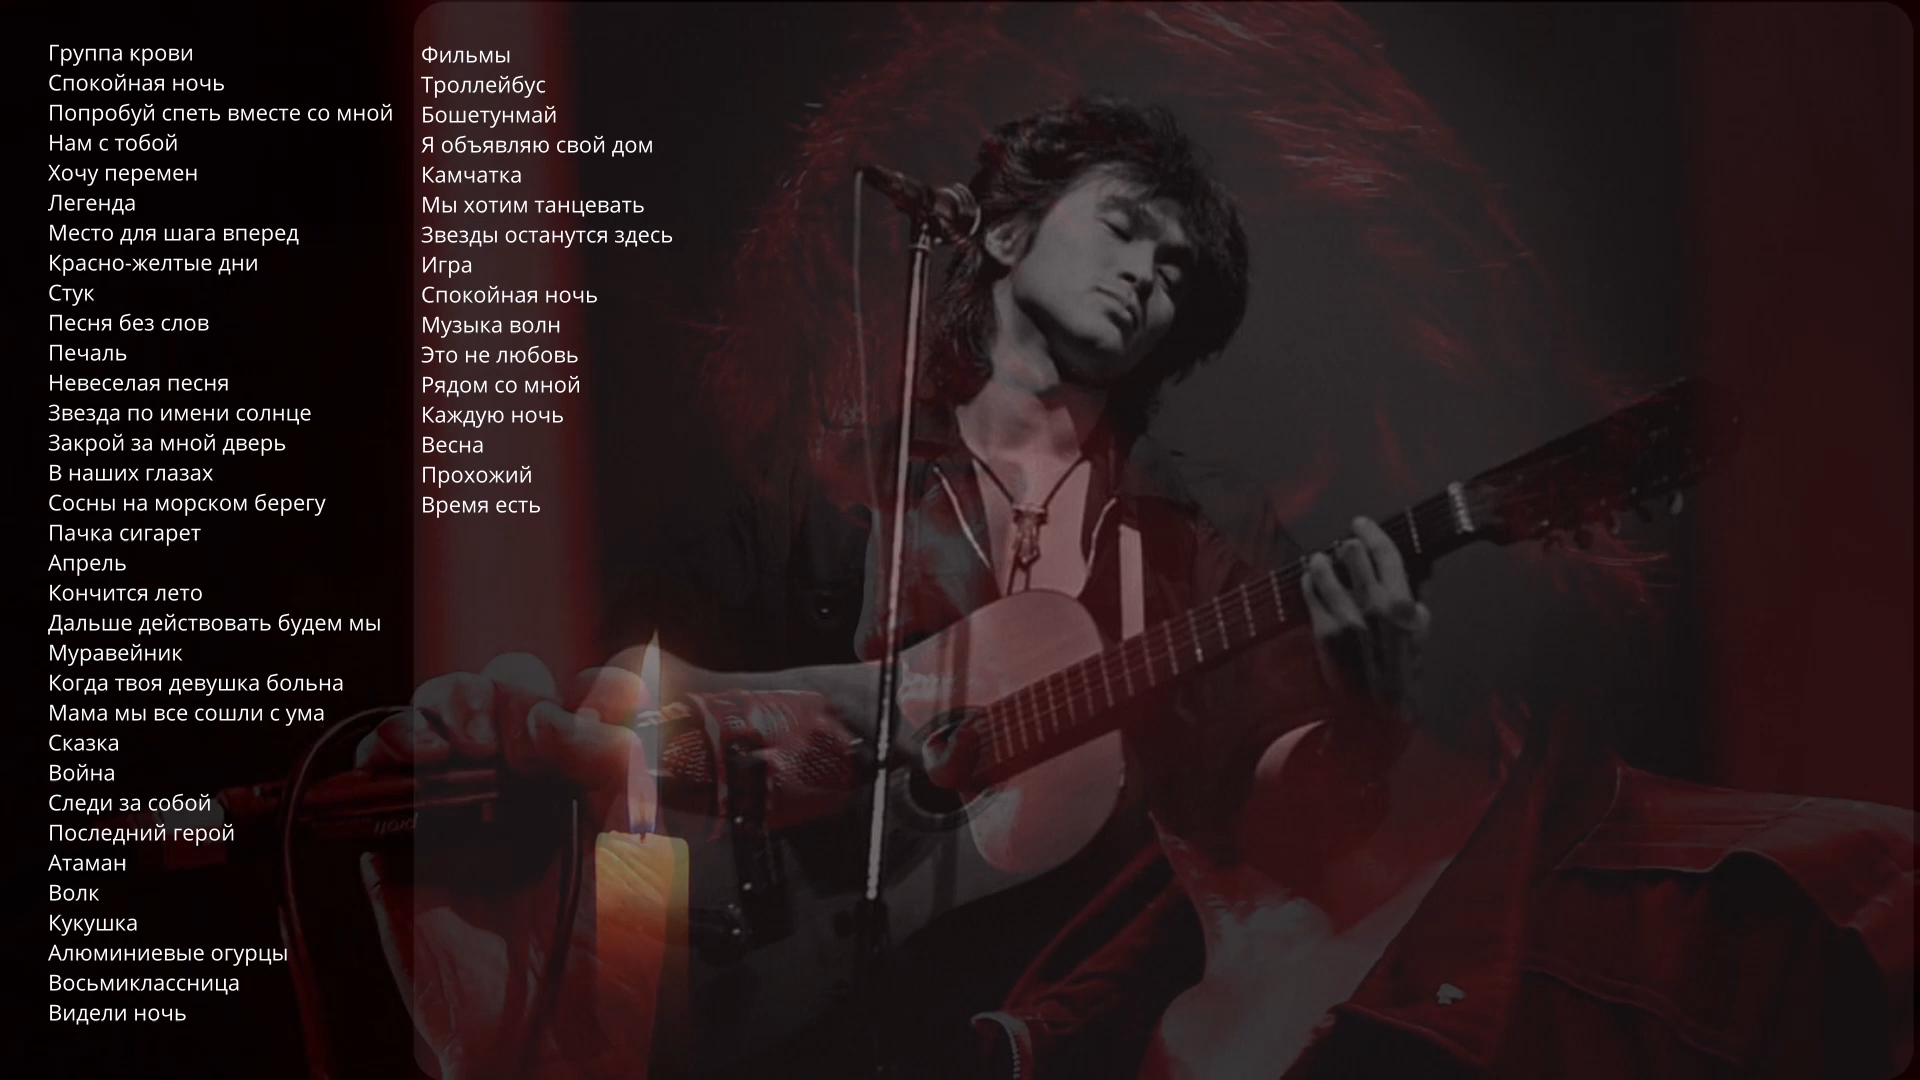 Группа крови
Спокойная ночь
Попробуй спеть вместе со мной
Нам с тобой
Хочу перемен
Легенда
Место для шага вперед
Красно-желтые дни
Стук
Песня без слов
Печаль
Невеселая песня
Звезда по имени солнце
Закрой за мной дверь
В наших глазах
Сосны на морском берегу
Пачка сигарет
Апрель
Кончится лето
Дальше действовать будем мы
Муравейник
Когда твоя девушка больна
Мама мы все сошли с ума
Сказка
Война
Следи за собой
Последний герой
Атаман
Волк
Кукушка
Алюминиевые огурцы
Восьмиклассница
Видели ночь
Фильмы
Троллейбус
Бошетунмай
Я объявляю свой дом
Камчатка
Мы хотим танцевать
Звезды останутся здесь
Игра
Спокойная ночь
Музыка волн
Это не любовь
Рядом со мной
Каждую ночь
Весна
Прохожий
Время есть